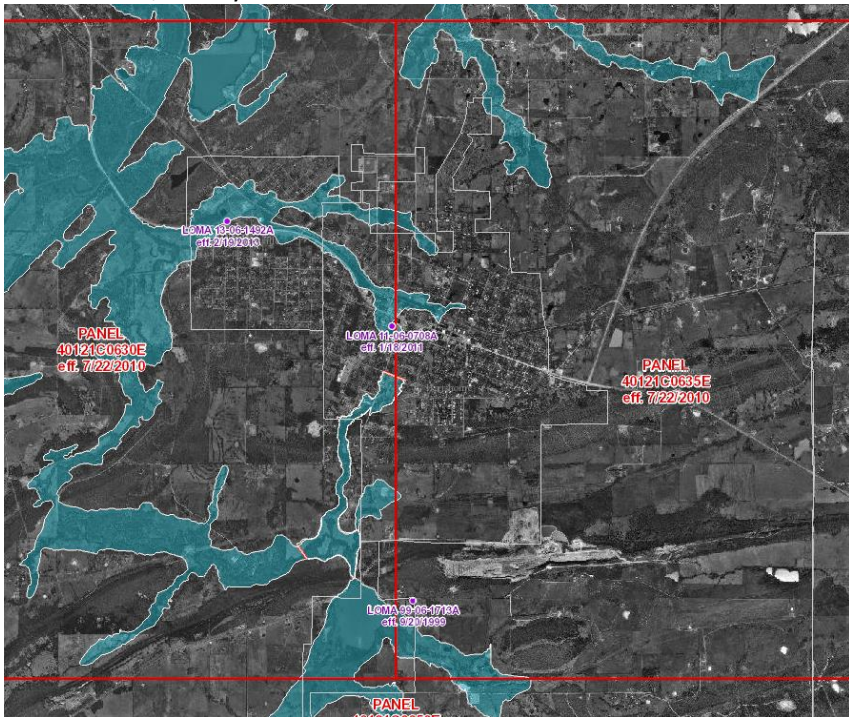 LOMA 13-06-1492A
eff. 2/19/2013
LOMA 11-06-0708A
eff. 1/18/2011
PANEL
40121C0630E
eff. 7/22/2010
PANEL
40121C0635E
eff. 7/22/2010
LOMA 99-06-1713A
eff. 9/20/1999
PANEL